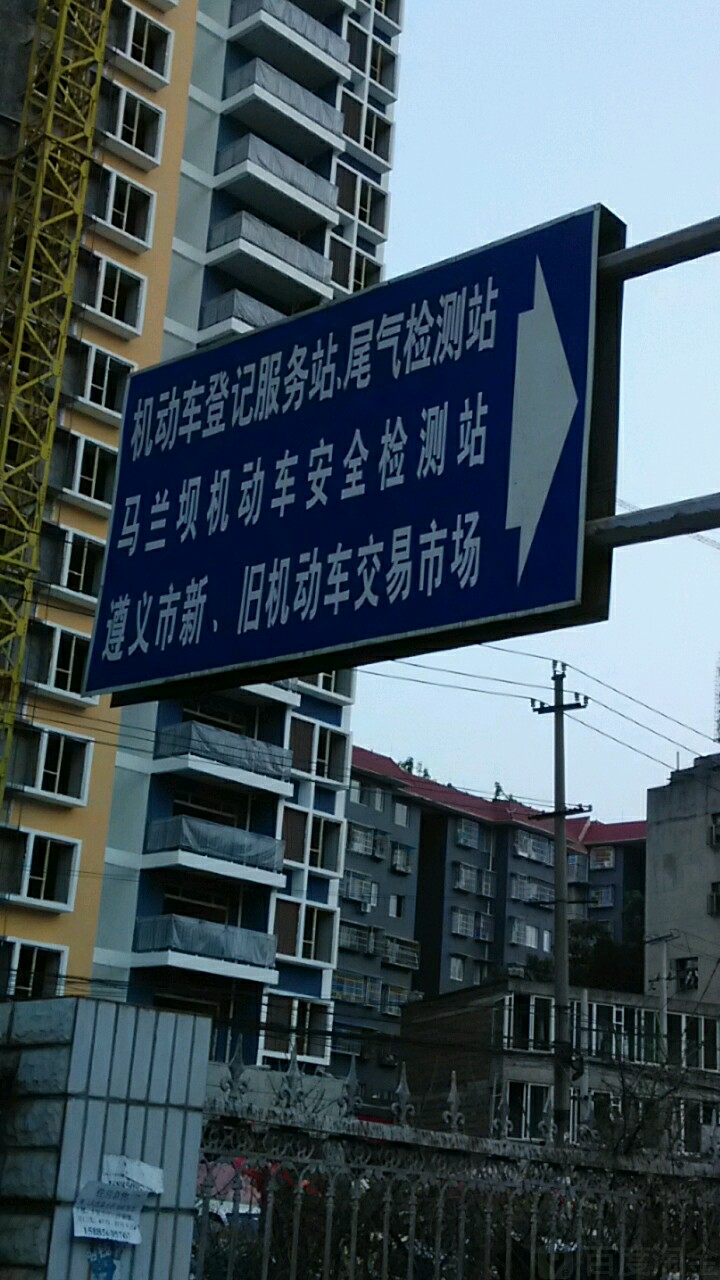 机动车登记服务站、尾气检测站
马兰坝机动车安全检测站
遵义市新、旧机动车交易市场